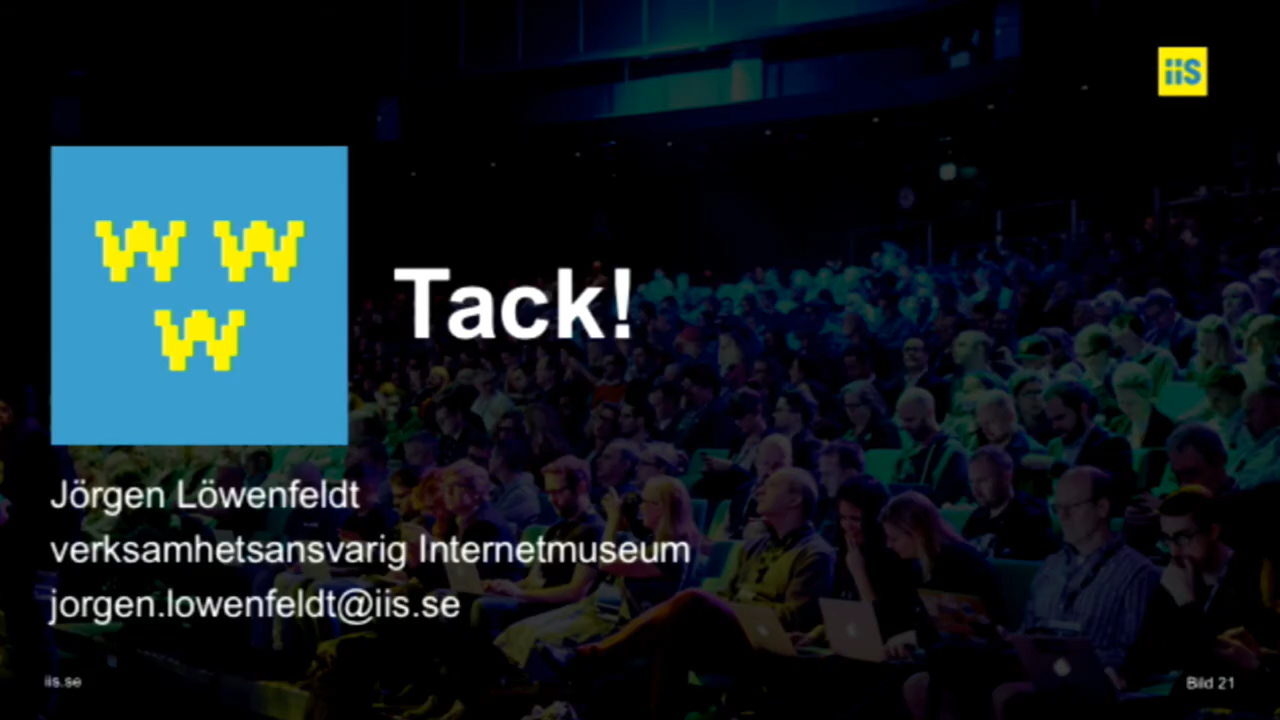 iis
W W
W
Tack!
Jörgen Löwenfeldt
verksamhetsansvarig Internetmuseum
jorgen.lowenfeldt@iis.se
iis.se
Bild 21